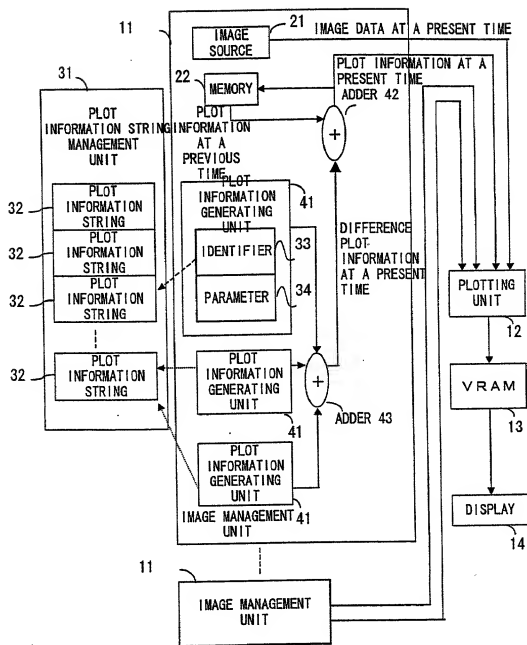 11
IMAGE SOURCE
21
IMAGE DATA AT A PRESENT TIME
PLOT INFORMATION AT A
PRESENT TIME
ADDER 42
22
MEMORY
31
PLOT
INFORMATION STRING
MANAGEMENT
UNIT
PLOT
INFORMATION
AT A
PREVIOUS TIME
+
PLOT
INFORMATION
GENERATING UNIT
41
IDENTIFIER
33
PARAMETER
34
DIFFERENCE
PLOT
INFORMATION
AT A PRESENT
TIME
32
PLOT
INFORMATION
STRING
32
PLOT
INFORMATION
STRING
32
PLOT
INFORMATION
STRING
32
PLOT
INFORMATION
STRING
PLOT
INFORMATION
GENERATING
UNIT
41
+
ADDER 43
PLOT
INFORMATION
GENERATING
UNIT
41
IMAGE MANAGEMENT
UNIT
PLOTTING
UNIT
12
VRAM
13
DISPLAY
14
11
IMAGE MANAGEMENT
UNIT